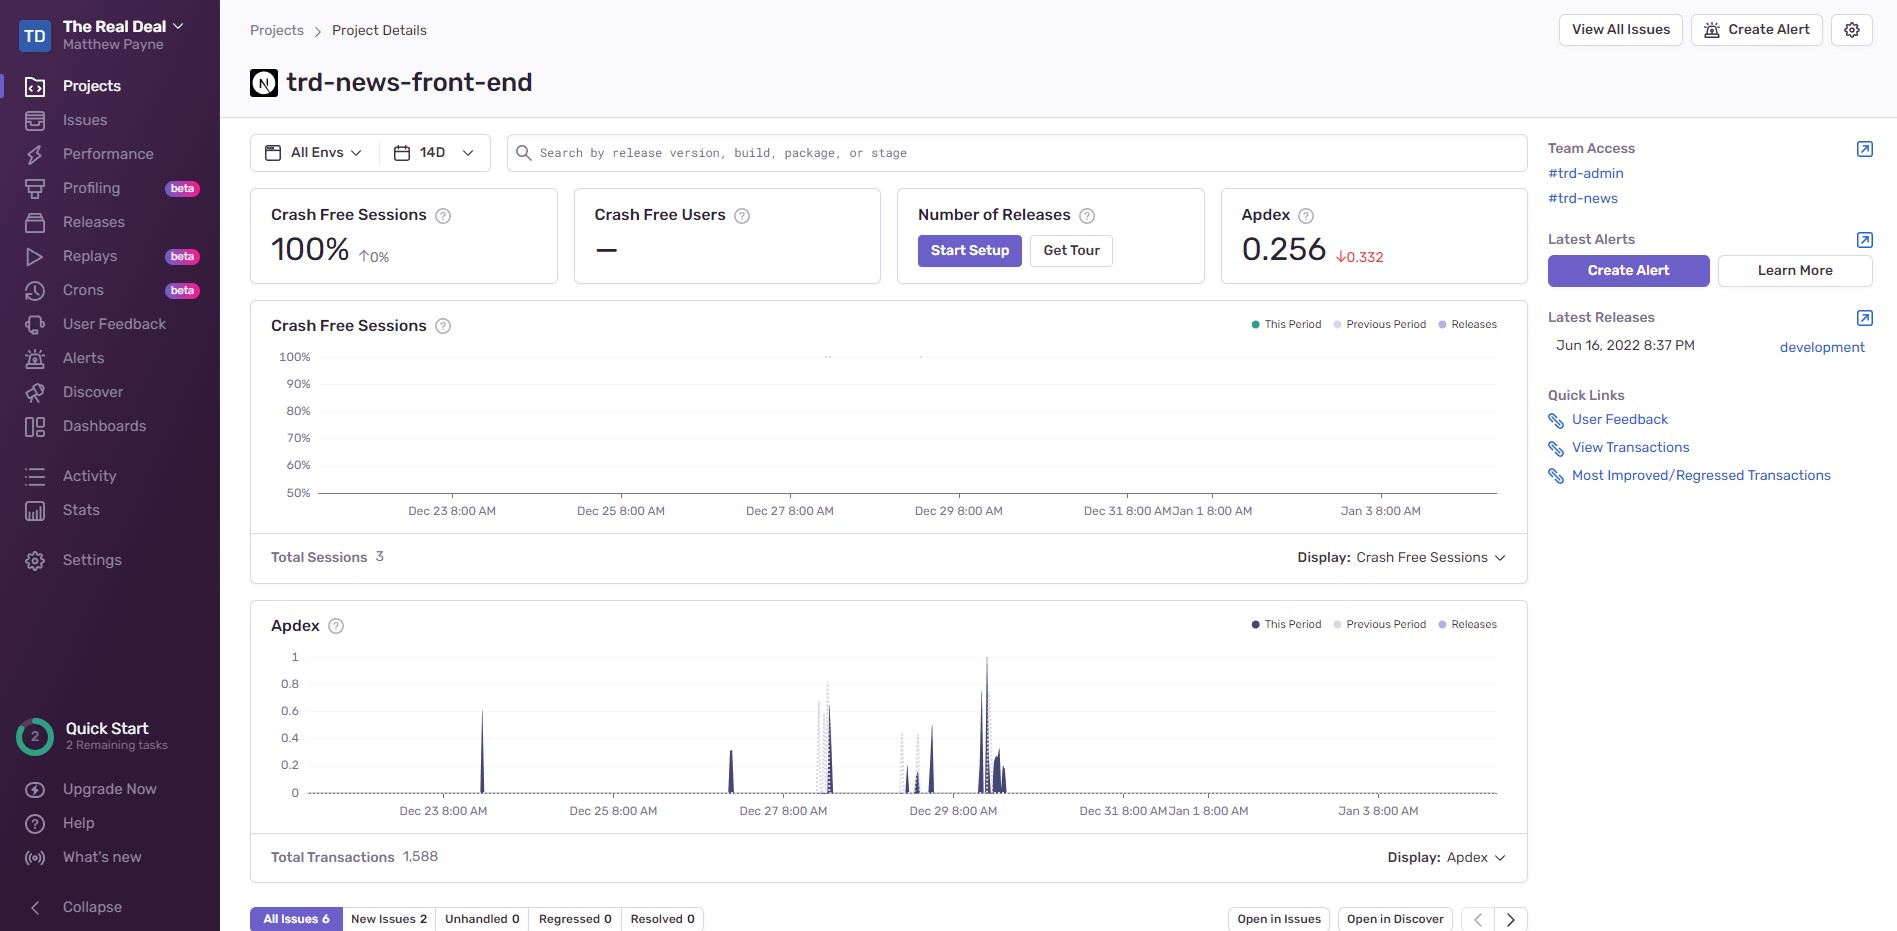 TD
The Real Deal
Matthew Payne
Projects
Issues
Performance
Profiling beta
Releases
Replays beta
Crons beta
User Feedback
Alerts
Discover
Dashboards
Activity
Stats
Settings
2
Quick Start
2 Remaining tasks
Upgrade Now
Help
What's new
Collapse
Projects > Project Details
View All Issues
Create Alert
N
trd-news-front-end
All Envs
14D
Search by release version, build, package, or stage
Crash Free Sessions ?
100% ↑0%
Crash Free Users ?
—
Number of Releases ?
Start Setup
Get Tour
Apdex ?
0.256 ↓0.332
Crash Free Sessions ?
This Period Previous Period Releases
100%
90%
80%
70%
60%
50%
Dec 23 8:00 AM Dec 25 8:00 AM Dec 27 8:00 AM Dec 29 8:00 AM Dec 31 8:00 AM Jan 1 8:00 AM Jan 3 8:00 AM
Total Sessions 3
Display: Crash Free Sessions
Apdex ?
This Period Previous Period Releases
1
0.8
0.6
0.4
0.2
0
Dec 23 8:00 AM Dec 25 8:00 AM Dec 27 8:00 AM Dec 29 8:00 AM Dec 31 8:00 AM Jan 1 8:00 AM Jan 3 8:00 AM
Total Transactions 1,588
Display: Apdex
All Issues 6
New Issues 2
Unhandled 0
Regressed 0
Resolved 0
Open in Issues
Open in Discover
Team Access
#trd-admin
#trd-news
Latest Alerts
Create Alert
Learn More
Latest Releases
Jun 16, 2022 8:37 PM development
Quick Links
User Feedback
View Transactions
Most Improved/Regressed Transactions